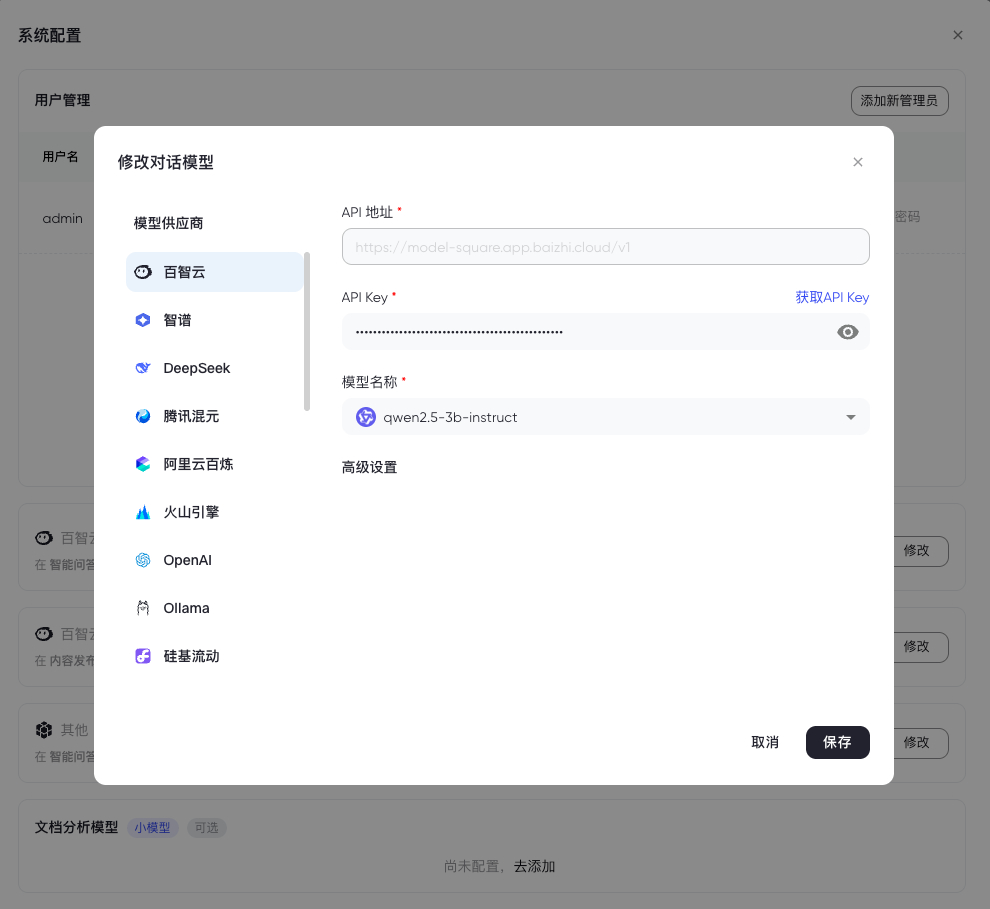 系统配置
用户管理
添加新管理员
用户名
修改对话模型
模型供应商
API 地址 *
百智云
https://model-square.app.baizhi.cloud/v1
admin
密码
智谱
API Key *
获取API Key
DeepSeek
模型名称 *
腾讯混元
qwen2.5-3b-instruct
阿里云百炼
高级设置
火山引擎
百智云
在 智能问答
修改
OpenAI
Ollama
百智云
在 内容发布
修改
硅基流动
其他
在 智能问答
修改
取消
保存
文档分析模型
小模型
可选
尚未配置，去添加